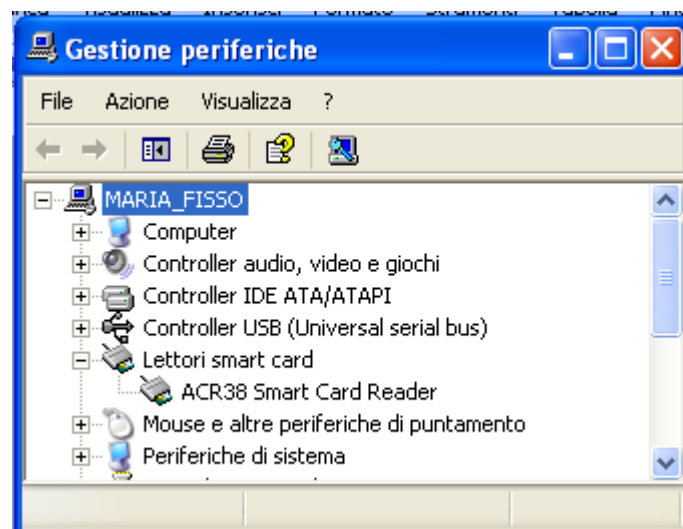 Gestione periferiche
File Azione Visualizza ?
MARIA_FISSO
Computer
Controller audio, video e giochi
Controller IDE ATA/ATAPI
Controller USB (Universal serial bus)
Lettori smart card
ACR38 Smart Card Reader
Mouse e altre periferiche di puntamento
Periferiche di sistema